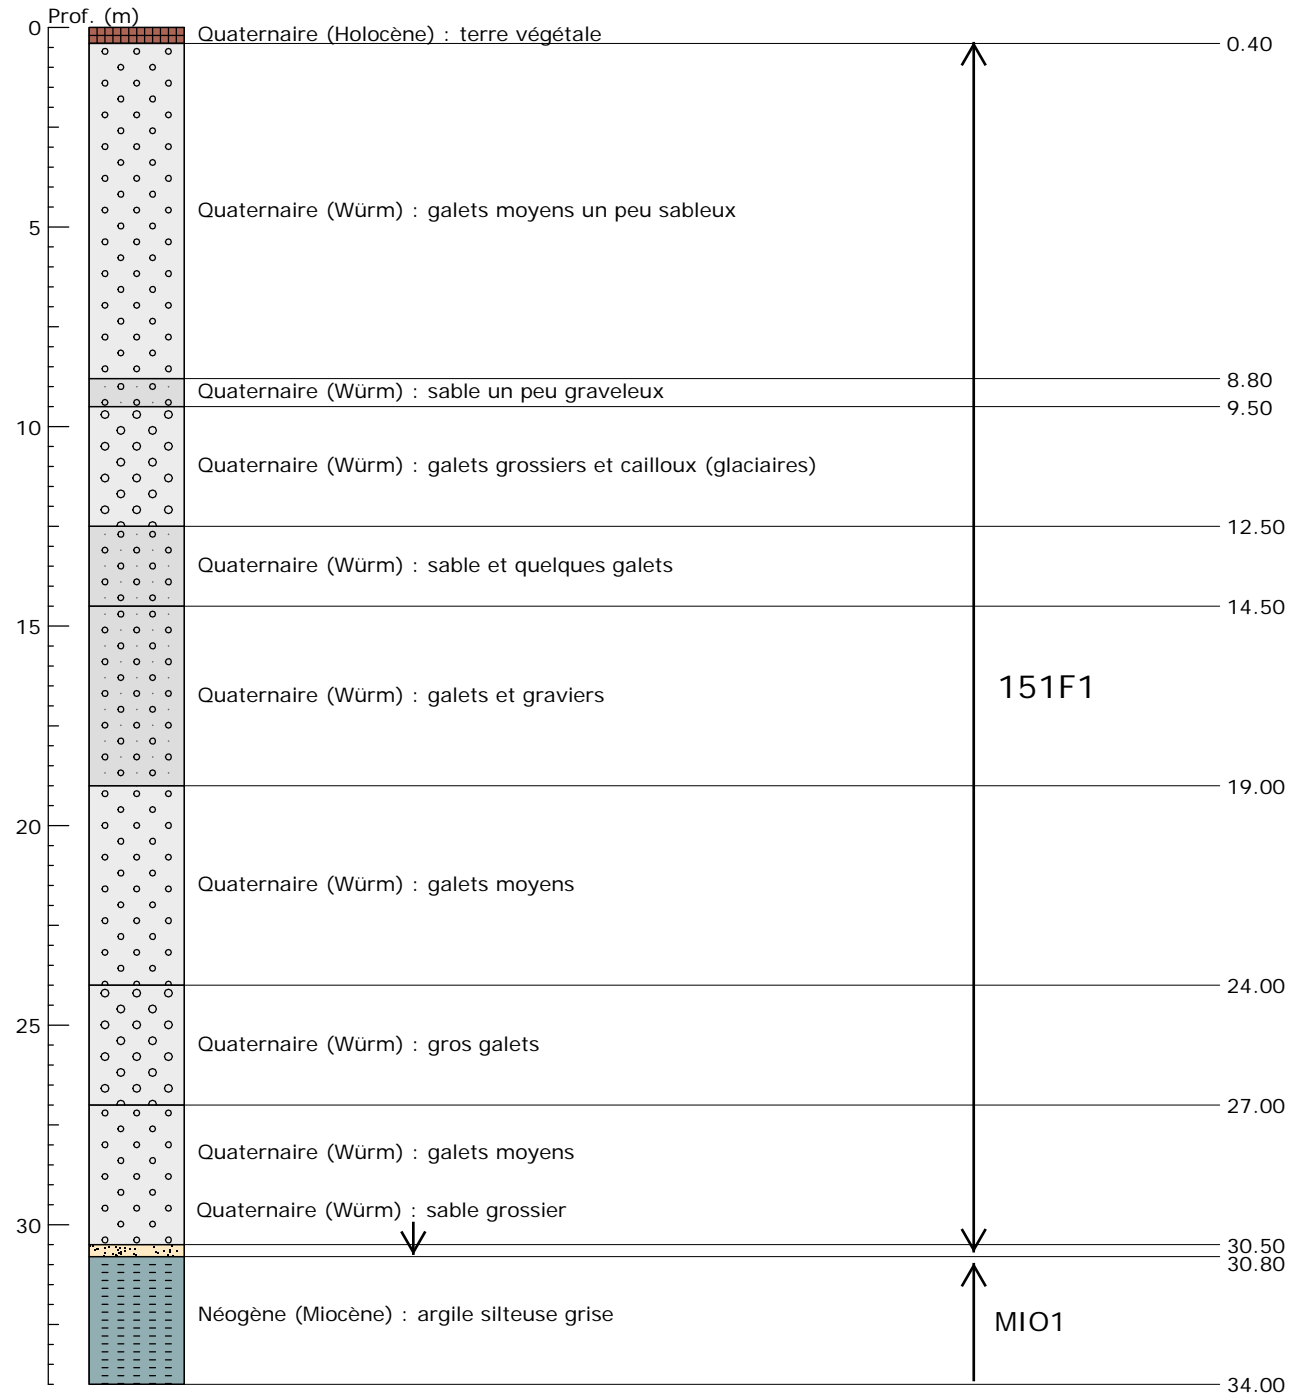 Prof. (m)
0
Quaternaire (Holocène) : terre végétale
0.40
Quaternaire (Würm) : galets moyens un peu sableux
5
8.80
Quaternaire (Würm) : sable un peu graveleux
9.50
10
Quaternaire (Würm) : galets grossiers et cailloux (glaciaires)
12.50
Quaternaire (Würm) : sable et quelques galets
14.50
15
151F1
Quaternaire (Würm) : galets et graviers
19.00
20
Quaternaire (Würm) : galets moyens
24.00
25
Quaternaire (Würm) : gros galets
27.00
Quaternaire (Würm) : galets moyens
Quaternaire (Würm) : sable grossier
30
30.50
30.80
Néogène (Miocène) : argile silteuse grise
MIO1
34.00